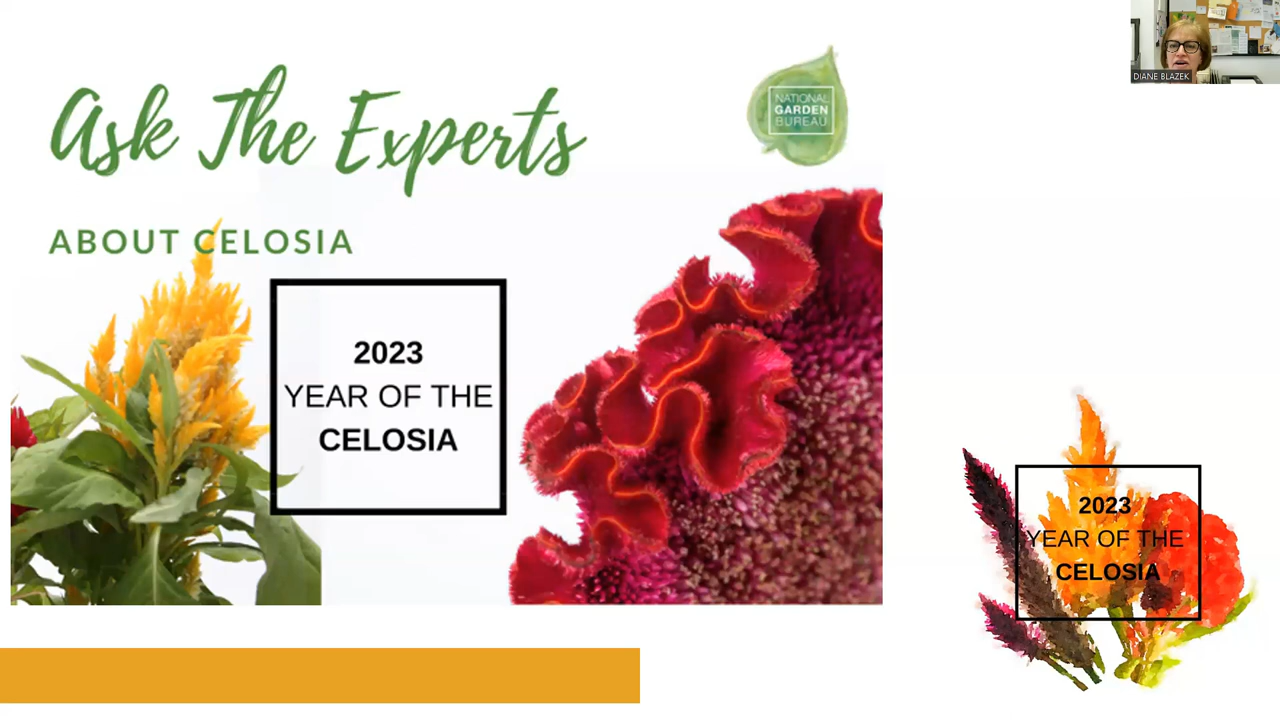 Ask The Experts
NATIONAL
GARDEN
BUREAU
DIANE BLAZEK
ABOUT CELOSIA
2023
YEAR OF THE
CELOSIA
2023
YEAR OF THE
CELOSIA